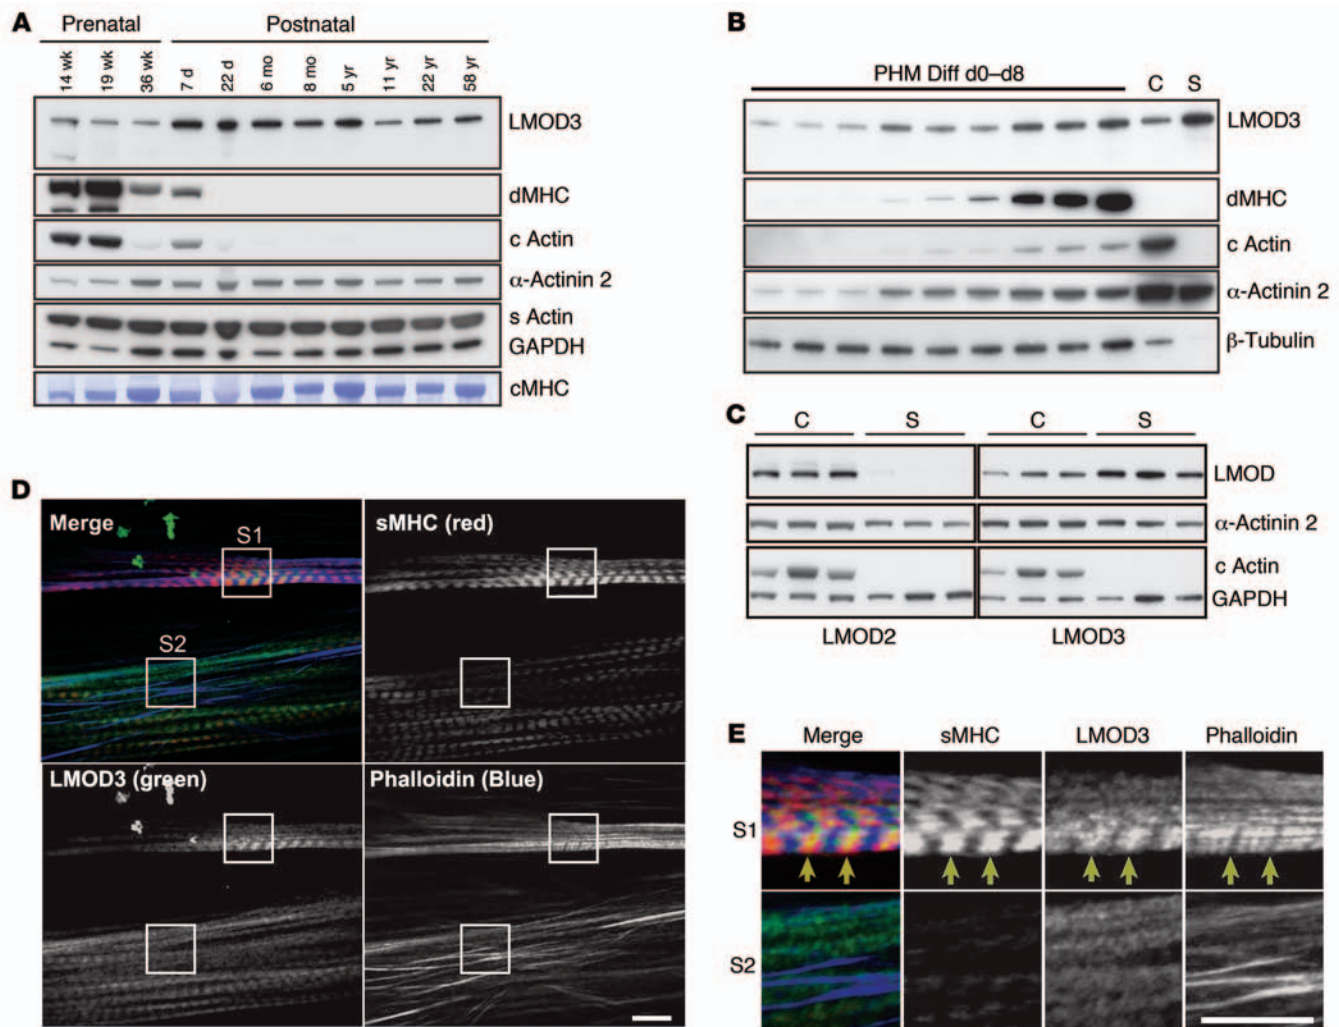 A
Prenatal
Postnatal
14 wk
19 wk
36 wk
7 d
22 d
6 mo
8 mo
5 yr
11 yr
22 yr
58 yr
LMOD3
dMHC
c Actin
α-Actinin 2
s Actin
GAPDH
cMHC
B
PHM Diff d0–d8
C
S
LMOD3
dMHC
c Actin
α-Actinin 2
β-Tubulin
C
C
S
C
S
LMOD
α-Actinin 2
c Actin
GAPDH
LMOD2
LMOD3
D
Merge
S1
S2
sMHC (red)
LMOD3 (green)
Phalloidin (Blue)
E
Merge
sMHC
LMOD3
Phalloidin
S1
S2